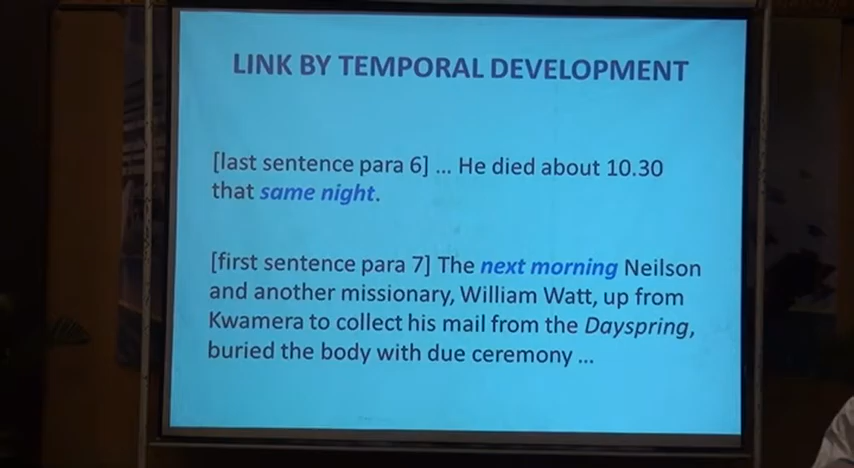 LINK BY TEMPORAL DEVELOPMENT
[last sentence para 6] ... He died about 10.30
that same night.
[first sentence para 7] The next morning Neilson
and another missionary, William Watt, up from
Kwamera to collect his mail from the Dayspring,
buried the body with due ceremony ...